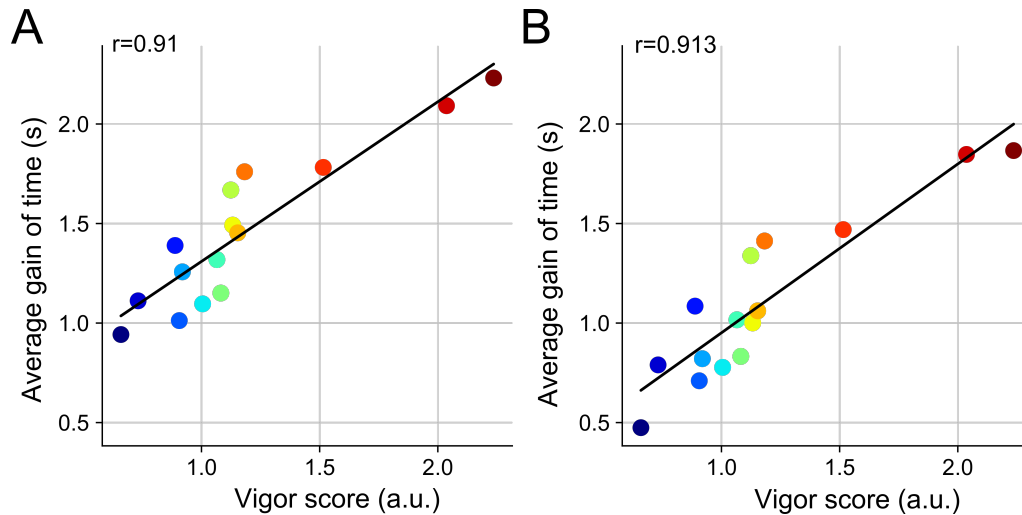 A
r=0.91
Average gain of time (s)
2.0
1.5
1.0
0.5
1.0 1.5 2.0
Vigor score (a.u.)
B
r=0.913
Average gain of time (s)
2.0
1.5
1.0
0.5
1.0 1.5 2.0
Vigor score (a.u.)